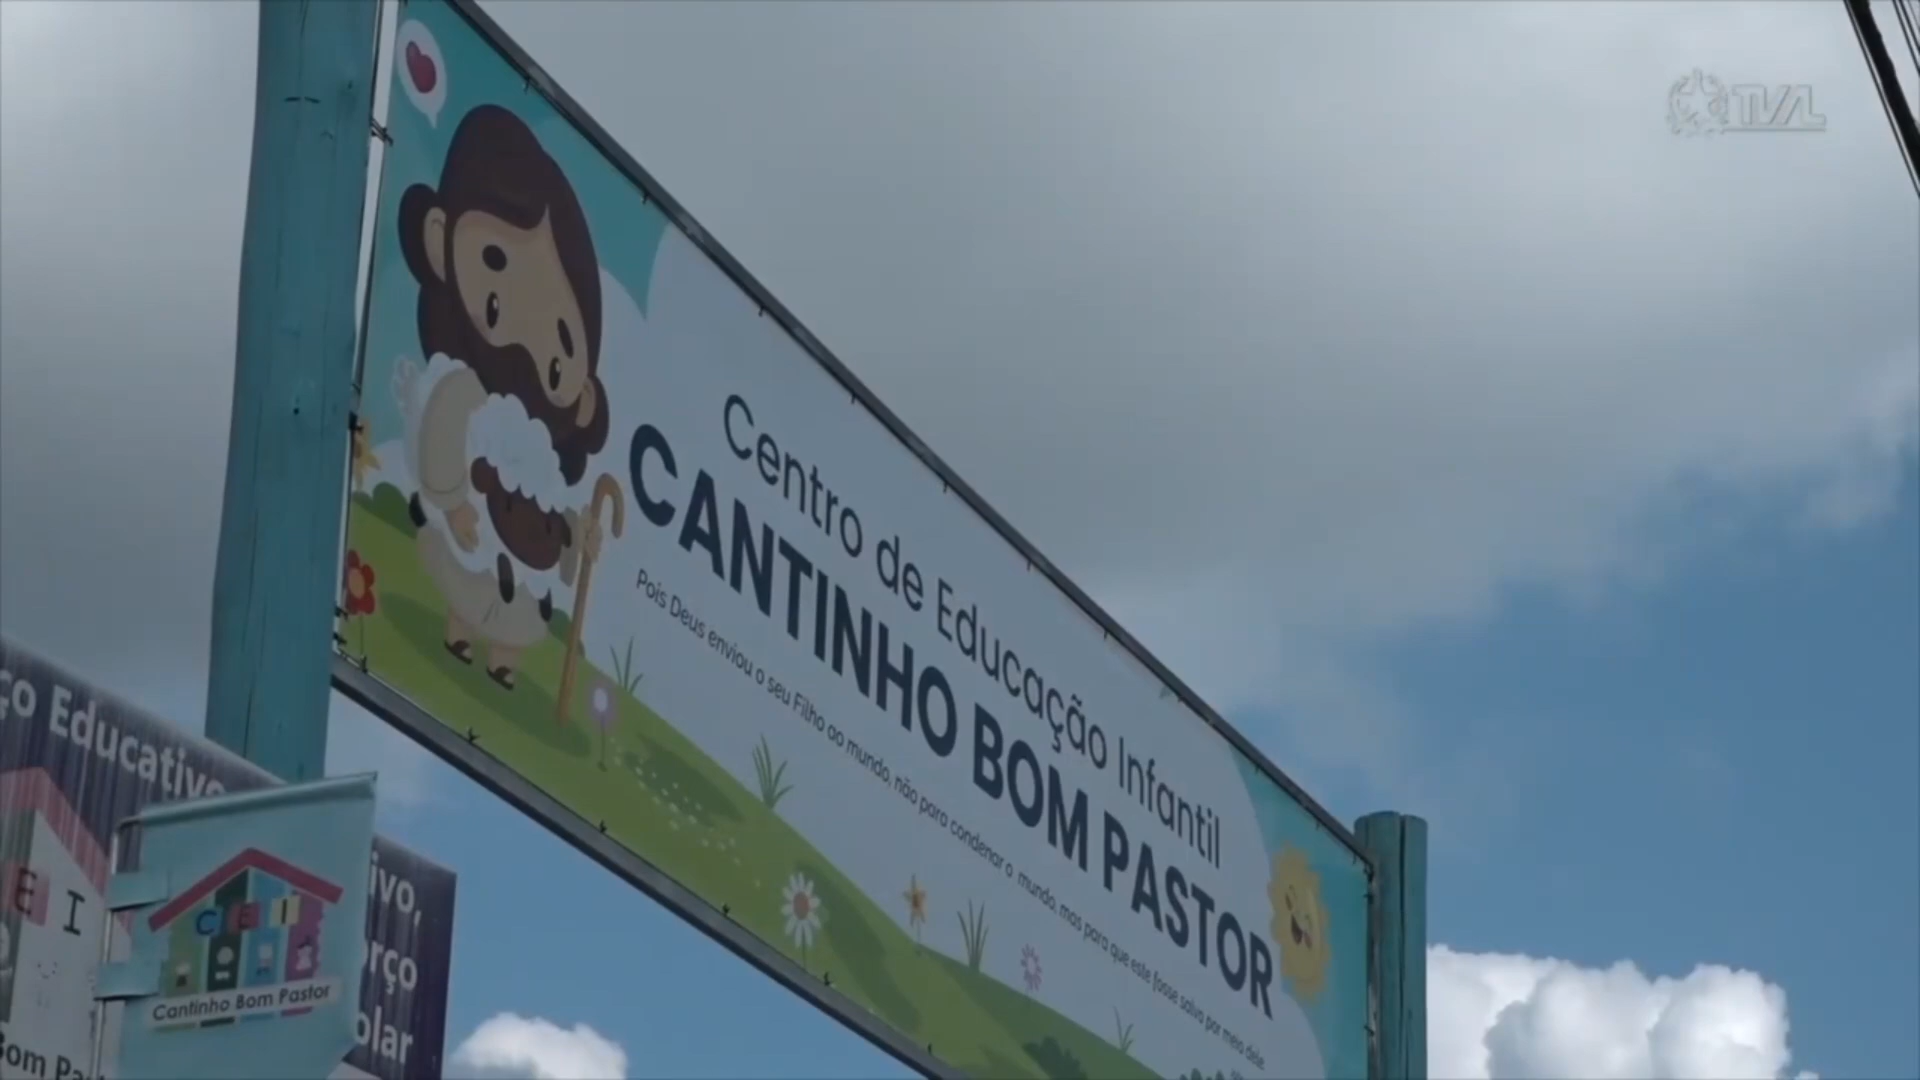 TVAL
Centro de Educação Infantil
CANTINHO BOM PASTOR
Pois Deus enviou o seu Filho ao mundo, não para condenar o mundo, mas para que este fosse salvo por meio dele.
ço Educativo
ivo,
orço
olar
E I
Bom Pa
C E I
Cantinho Bom Pastor